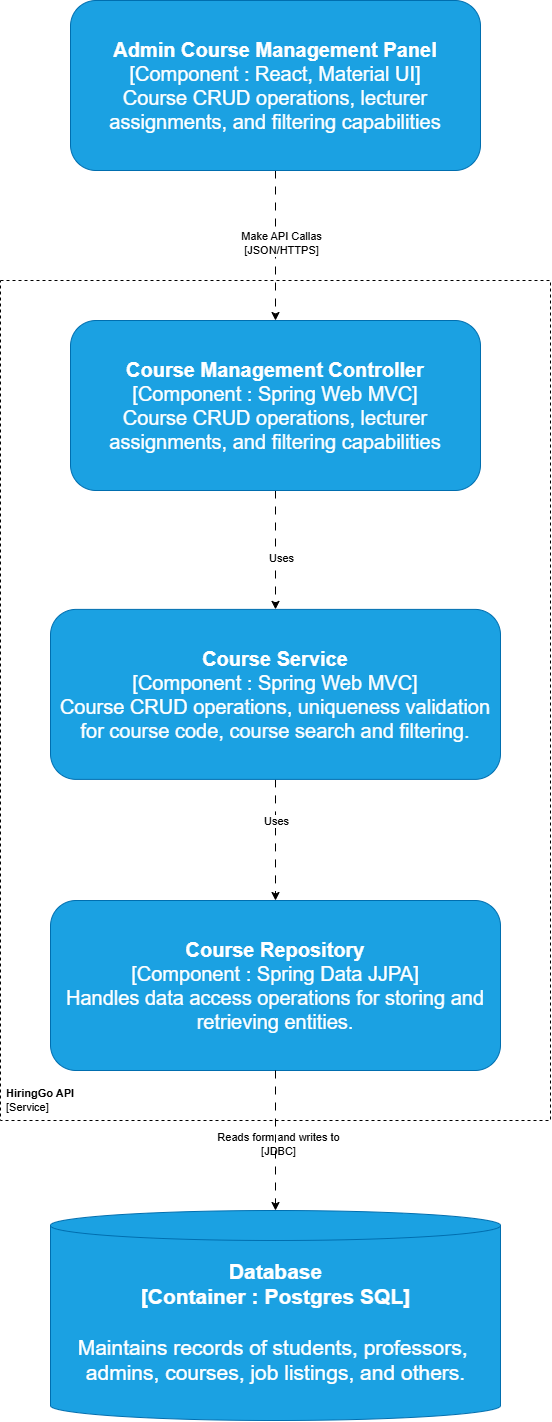 Admin Course Management Panel
[Component : React, Material UI]
Course CRUD operations, lecturer
assignments, and filtering capabilities
Make API Callas
[JSON/HTTPS]
Course Management Controller
[Component : Spring Web MVC]
Course CRUD operations, lecturer
assignments, and filtering capabilities
Uses
Course Service
[Component : Spring Web MVC]
Course CRUD operations, uniqueness validation
for course code, course search and filtering.
Uses
Course Repository
[Component : Spring Data JJPA]
Handles data access operations for storing and
retrieving entities.
HiringGo API
[Service]
Reads form and writes to
[JDBC]
Database
[Container : Postgres SQL]
Maintains records of students, professors,
admins, courses, job listings, and others.